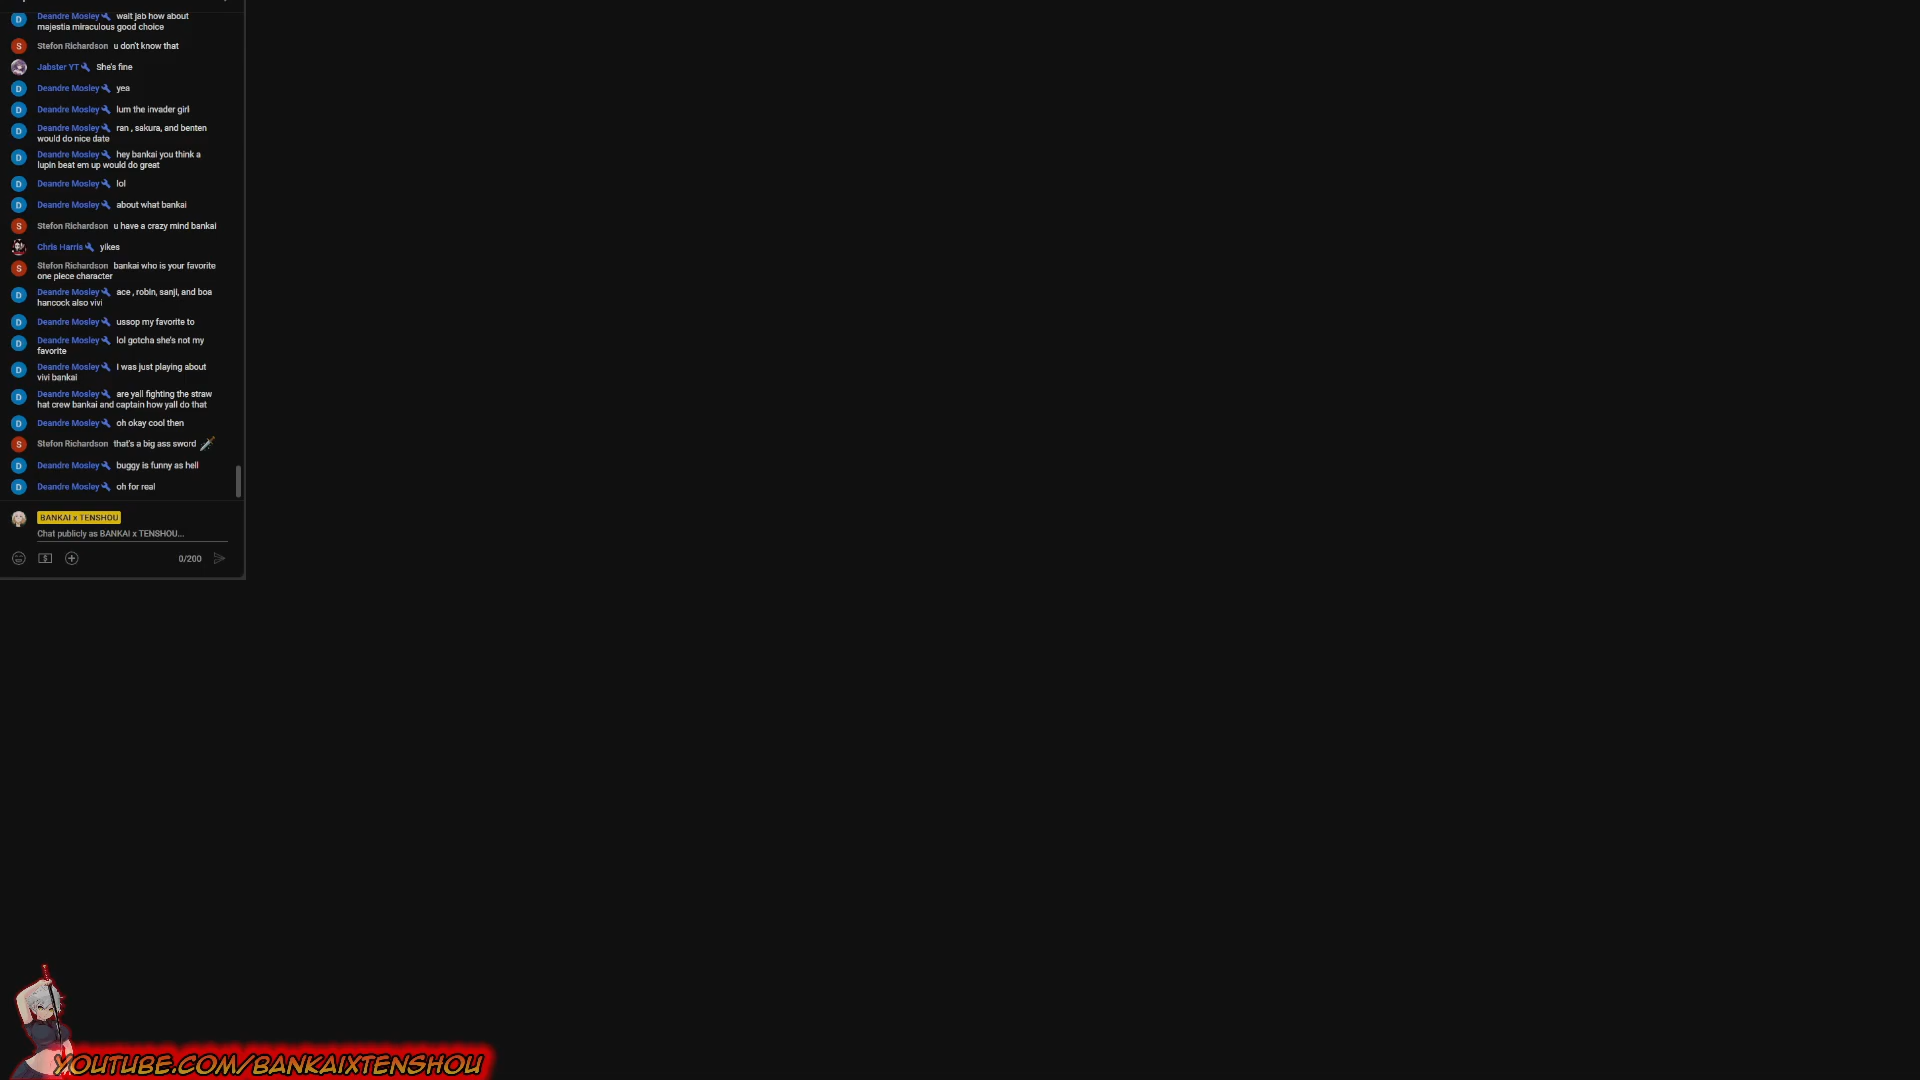 Deandre Mosley wait jab how about
majestia miraculous good choice
Stefon Richardson u don't know that
Jabster YT She's fine
Deandre Mosley yea
Deandre Mosley lum the invader girl
Deandre Mosley ran , sakura, and benten
would do nice date
Deandre Mosley hey bankai you think a
lupin beat em up would do great
Deandre Mosley lol
Deandre Mosley about what bankai
Stefon Richardson u have a crazy mind bankai
Chris Harris yikes
Stefon Richardson bankai who is your favorite
one piece character
Deandre Mosley ace , robin, sanji, and boa
hancock also vivi
Deandre Mosley ussop my favorite to
Deandre Mosley lol gotcha she's not my
favorite
Deandre Mosley I was just playing about
vivi bankai
Deandre Mosley are yall fighting the straw
hat crew bankai and captain how yall do that
Deandre Mosley oh okay cool then
Stefon Richardson that's a big ass sword
Deandre Mosley buggy is funny as hell
Deandre Mosley oh for real
BANKAI x TENSHOU
Chat publicly as BANKAI x TENSHOU...
0/200
YOUTUBE.COM/BANKAIXTENSHOU